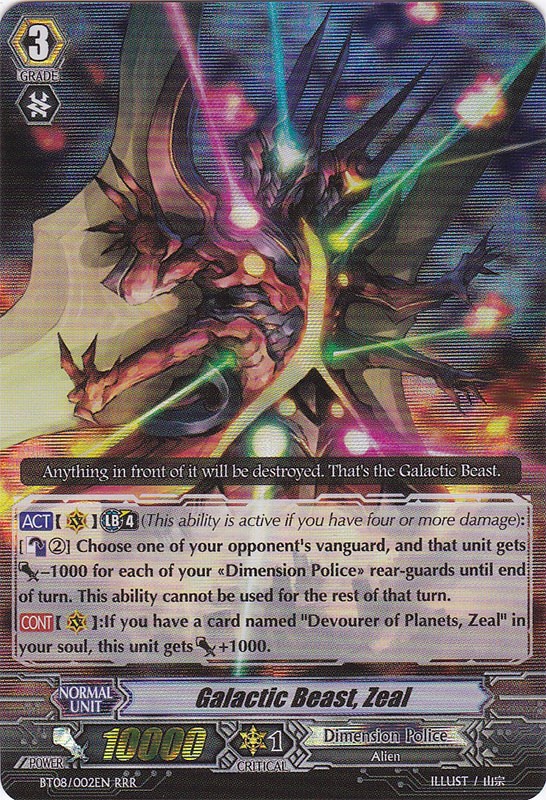 3
GRADE
Anything in front of it will be destroyed. That's the Galactic Beast.
ACT【 】LB 4 (This ability is active if you have four or more damage):
[ ②] Choose one of your opponent's vanguard, and that unit gets
-1000 for each of your «Dimension Police» rear-guards until end
of turn. This ability cannot be used for the rest of that turn.
CONT【 】:If you have a card named "Devourer of Planets, Zeal" in
your soul, this unit gets +1000.
NORMAL
UNIT
Galactic Beast, Zeal
POWER 10000 1 CRITICAL
Dimension Police
Alien
BT08/002EN RRR ILLUST / 山宗